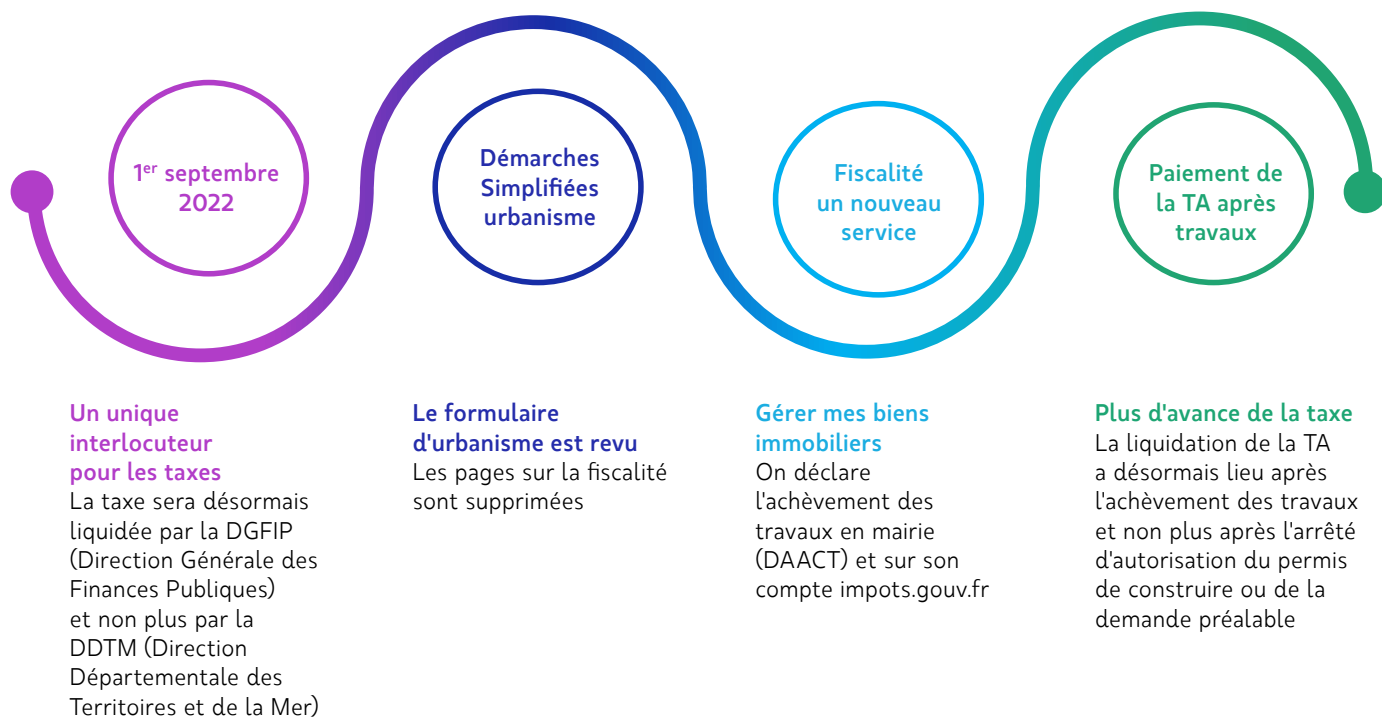 1er septembre
2022
Démarches
Simplifiées
urbanisme
Fiscalité
un nouveau
service
Paiement de
la TA après
travaux
Un unique
interlocuteur
pour les taxes
La taxe sera désormais
liquidée par la DGFIP
(Direction Générale des
Finances Publiques)
et non plus par la
DDTM (Direction
Départementale des
Territoires et de la Mer)
Le formulaire
d'urbanisme est revu
Les pages sur la fiscalité
sont supprimées
Gérer mes biens
immobiliers
On déclare
l'achèvement des
travaux en mairie
(DAACT) et sur son
compte impots.gouv.fr
Plus d'avance de la taxe
La liquidation de la TA
a désormais lieu après
l'achèvement des travaux
et non plus après l'arrêté
d'autorisation du permis
de construire ou de la
demande préalable